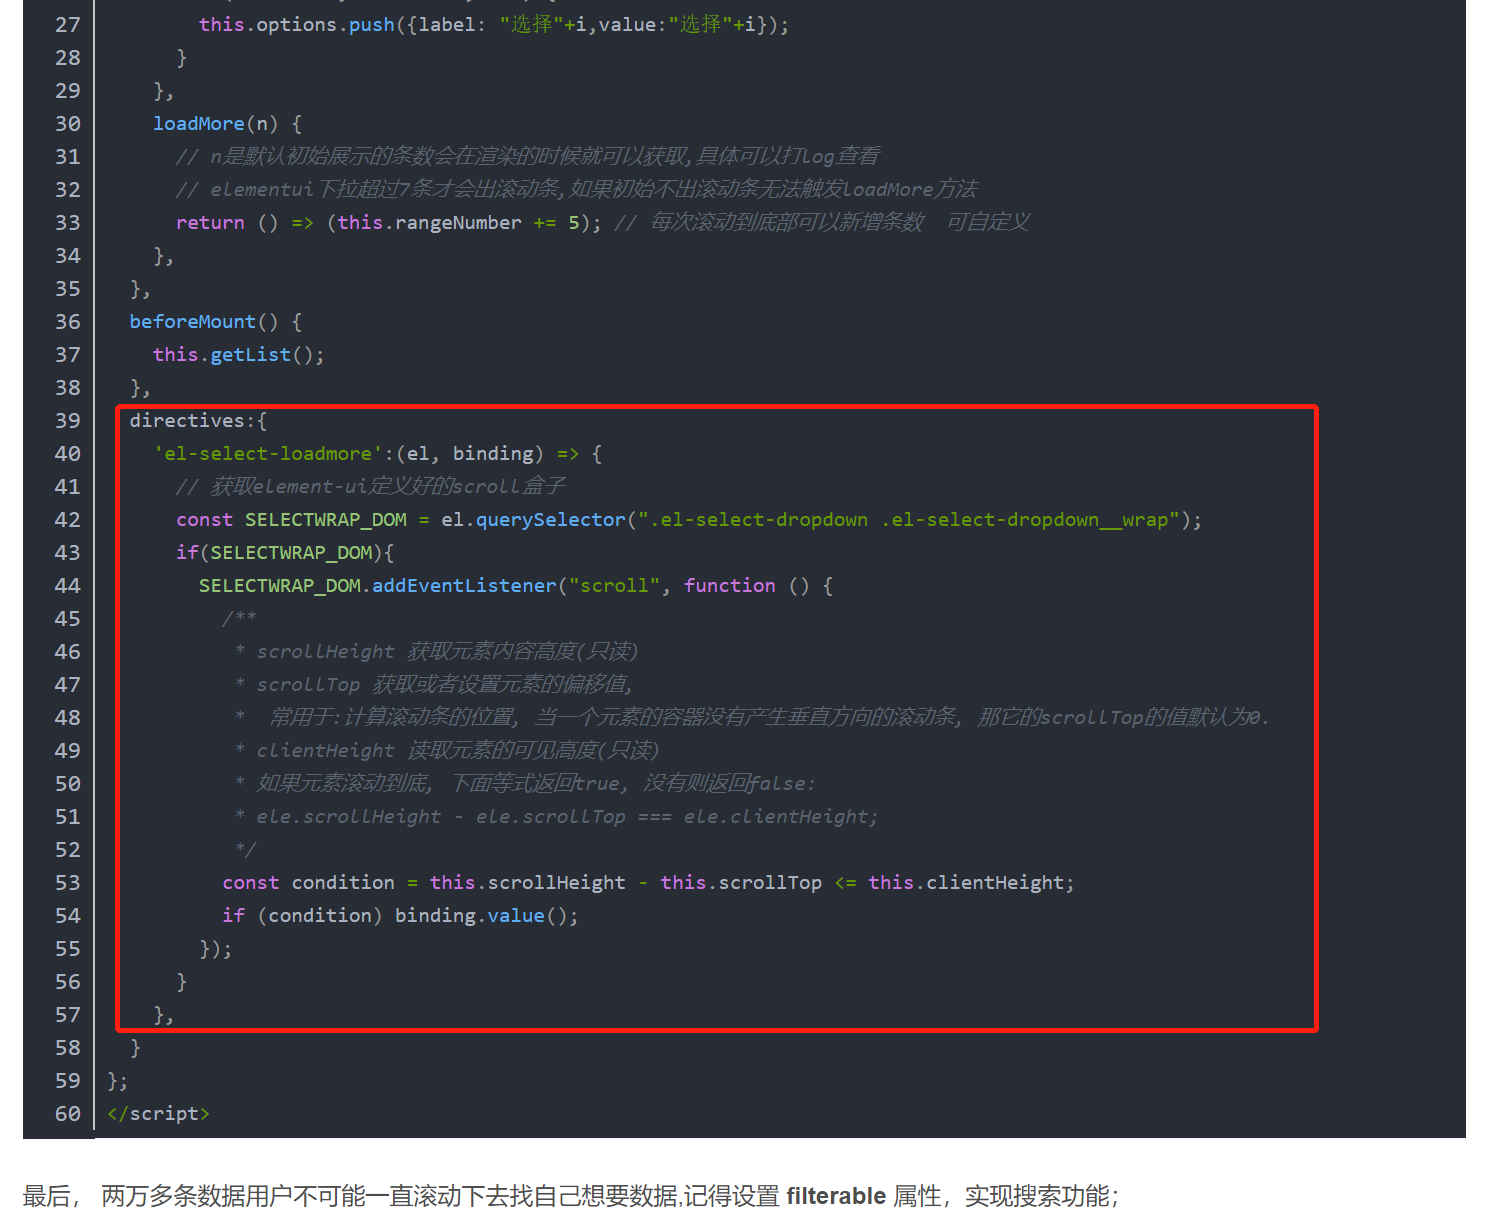 27 this.options.push({label: "选择"+i,value:"选择"+i});
28 }
29 },
30 loadMore(n) {
31 // n是默认初始展示的条数会在渲染的时候就可以获取,具体可以打log查看
32 // elementui下拉超过7条才会出滚动条,如果初始不出滚动条无法触发loadMore方法
33 return () => (this.rangeNumber += 5); // 每次滚动到底部可以新增条数  可自定义
34 },
35 },
36 beforeMount() {
37 this.getList();
38 },
39 directives:{
40 'el-select-loadmore':(el, binding) => {
41 // 获取element-ui定义好的scroll盒子
42 const SELECTWRAP_DOM = el.querySelector(".el-select-dropdown .el-select-dropdown__wrap");
43 if(SELECTWRAP_DOM){
44 SELECTWRAP_DOM.addEventListener("scroll", function () {
45 /**
46 * scrollHeight 获取元素内容高度(只读)
47 * scrollTop 获取或者设置元素的偏移值,
48 *  常用于:计算滚动条的位置, 当一个元素的容器没有产生垂直方向的滚动条, 那它的scrollTop的值默认为0.
49 * clientHeight 读取元素的可见高度(只读)
50 * 如果元素滚动到底, 下面等式返回true, 没有则返回false:
51 * ele.scrollHeight - ele.scrollTop === ele.clientHeight;
52 */
53 const condition = this.scrollHeight - this.scrollTop <= this.clientHeight;
54 if (condition) binding.value();
55 });
56 }
57 },
58 }
59 };
60 </script>
最后， 两万多条数据用户不可能一直滚动下去找自己想要数据,记得设置 filterable 属性，实现搜索功能；